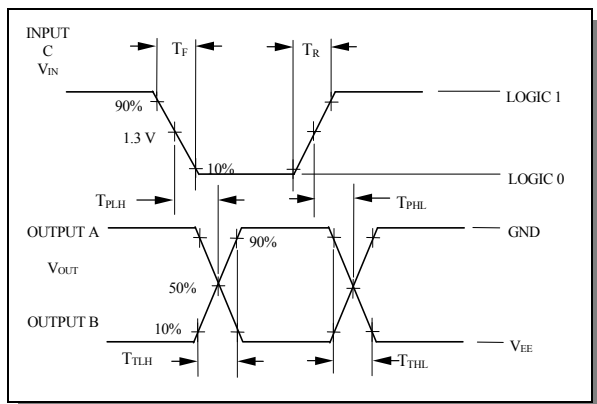 INPUT
C
VIN
TF
TR
90%
LOGIC 1
1.3 V
10%
LOGIC 0
TPLH
TPHL
OUTPUT A
90%
GND
VOUT
50%
OUTPUT B
10%
VEE
TTLH
TTHL